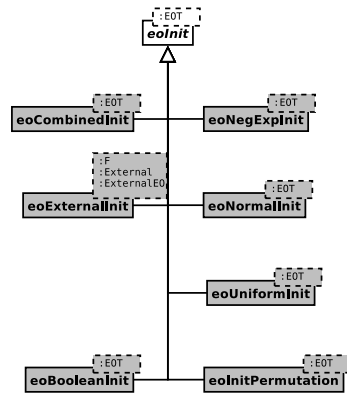 :EOT
eoInit
:EOT
eoCombinedInit
:EOT
eoNegExpInit
:F
:External
:ExternalEO
eoExternalInit
:EOT
eoNormalInit
:EOT
eoUniformInit
:EOT
eoBooleanInit
:EOT
eoInitPermutation